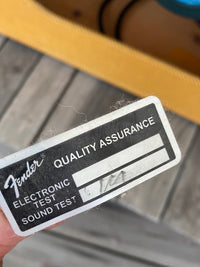 Fender
QUALITY ASSURANCE
ELECTRONIC
TEST
SOUND TEST